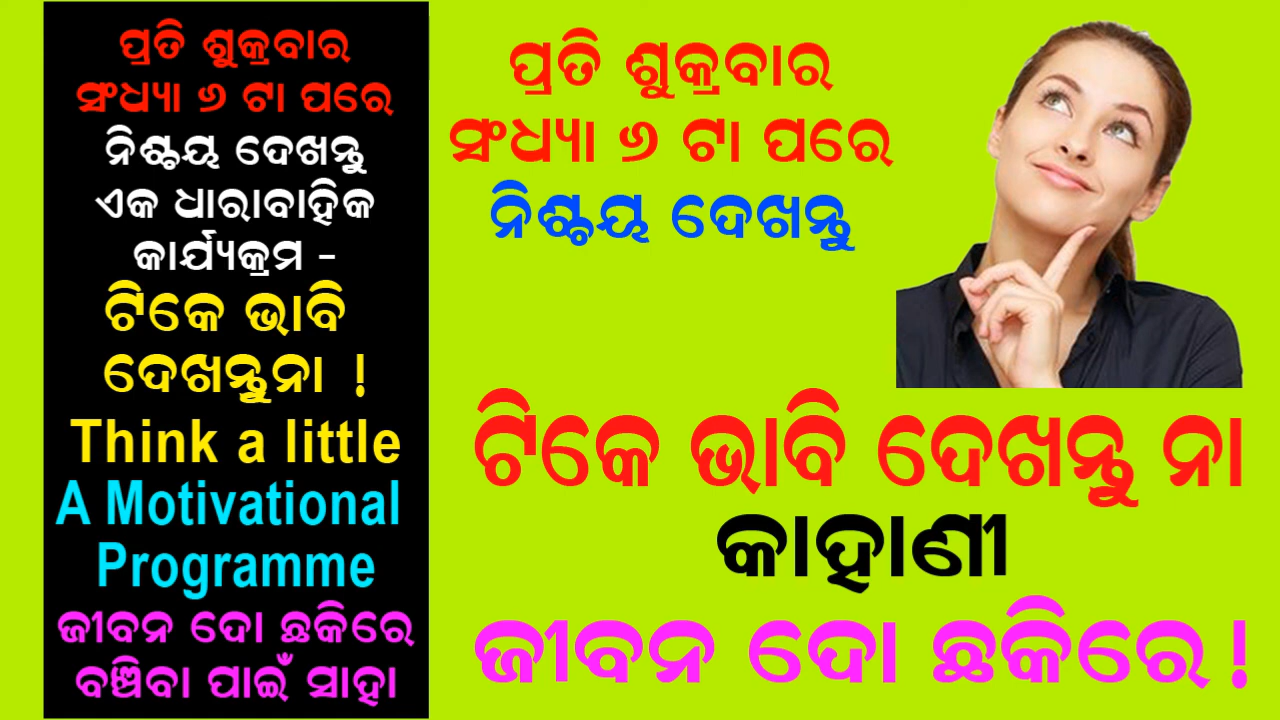 ପ୍ରତି ଶୁକ୍ରବାର
ସଂଧ୍ୟା ୬ ଟା ପରେ
ନିଶ୍ଚୟ ଦେଖନ୍ତୁ
ଏକ ଧାରାବାହିକ
କାର୍ଯ୍ୟକ୍ରମ -
ଟିକେ ଭାବି
ଦେଖନ୍ତୁନା !
Think a little
A Motivational
Programme
ଜୀବନ ଦୋ ଛକିରେ
ବଞ୍ଚିବା ପାଇଁ ସାହା
ପ୍ରତି ଶୁକ୍ରବାର
ସଂଧ୍ୟା ୬ ଟା ପରେ
ନିଶ୍ଚୟ ଦେଖନ୍ତୁ
ଟିକେ ଭାବି ଦେଖନ୍ତୁ ନା
କାହାଣୀ
ଜୀବନ ଦୋ ଛକିରେ !